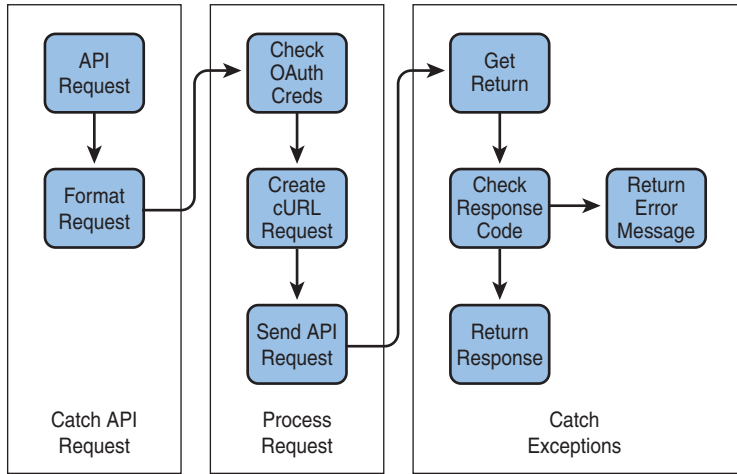 API
Request
Format
Request
Catch API
Request
Check
OAuth
Creds
Create
cURL
Request
Send API
Request
Process
Request
Get
Return
Check
Response
Code
Return
Error
Message
Return
Response
Catch
Exceptions